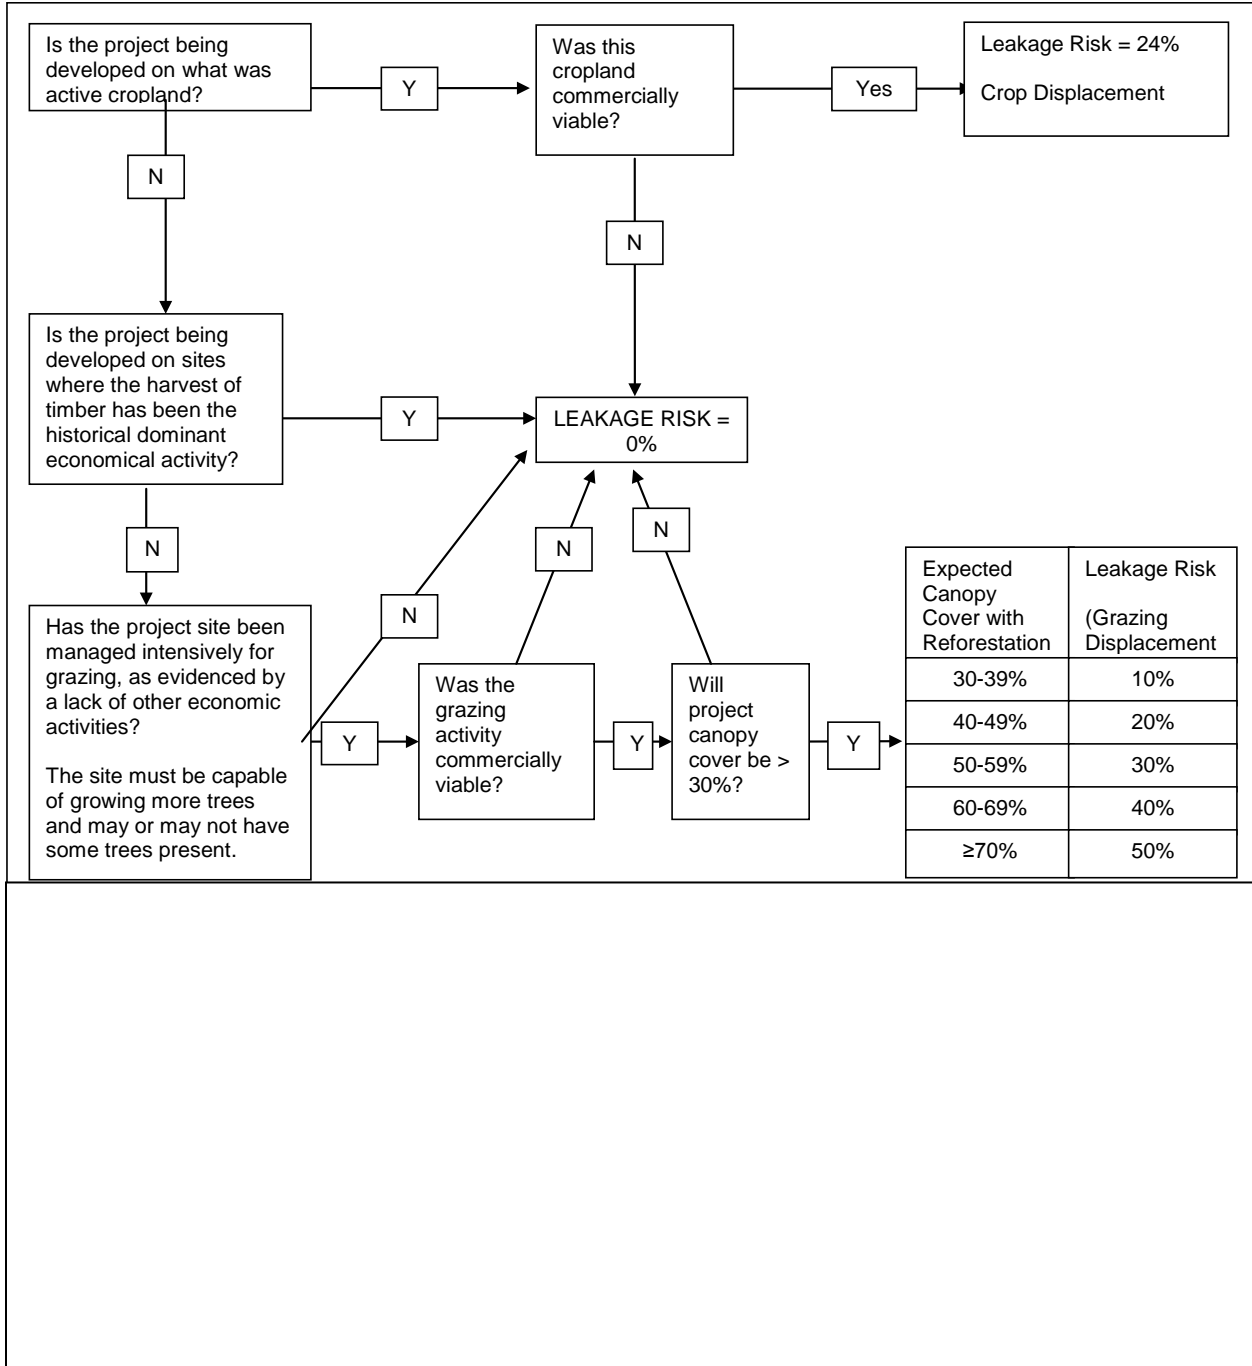 Is the project being
developed on what was
active cropland?
Y
Was this
cropland
commercially
viable?
Yes
Leakage Risk = 24%
Crop Displacement
N
N
Is the project being
developed on sites
where the harvest of
timber has been the
historical dominant
economical activity?
Y
LEAKAGE RISK =
0%
N
N
N
N
Has the project site been
managed intensively for
grazing, as evidenced by
a lack of other economic
activities?
The site must be capable
of growing more trees
and may or may not have
some trees present.
Y
Was the
grazing
activity
commercially
viable?
Y
Will
project
canopy
cover be >
30%?
Y
Expected
Canopy
Cover with
Reforestation
Leakage Risk
(Grazing
Displacement
30-39% 10%
40-49% 20%
50-59% 30%
60-69% 40%
≥70% 50%